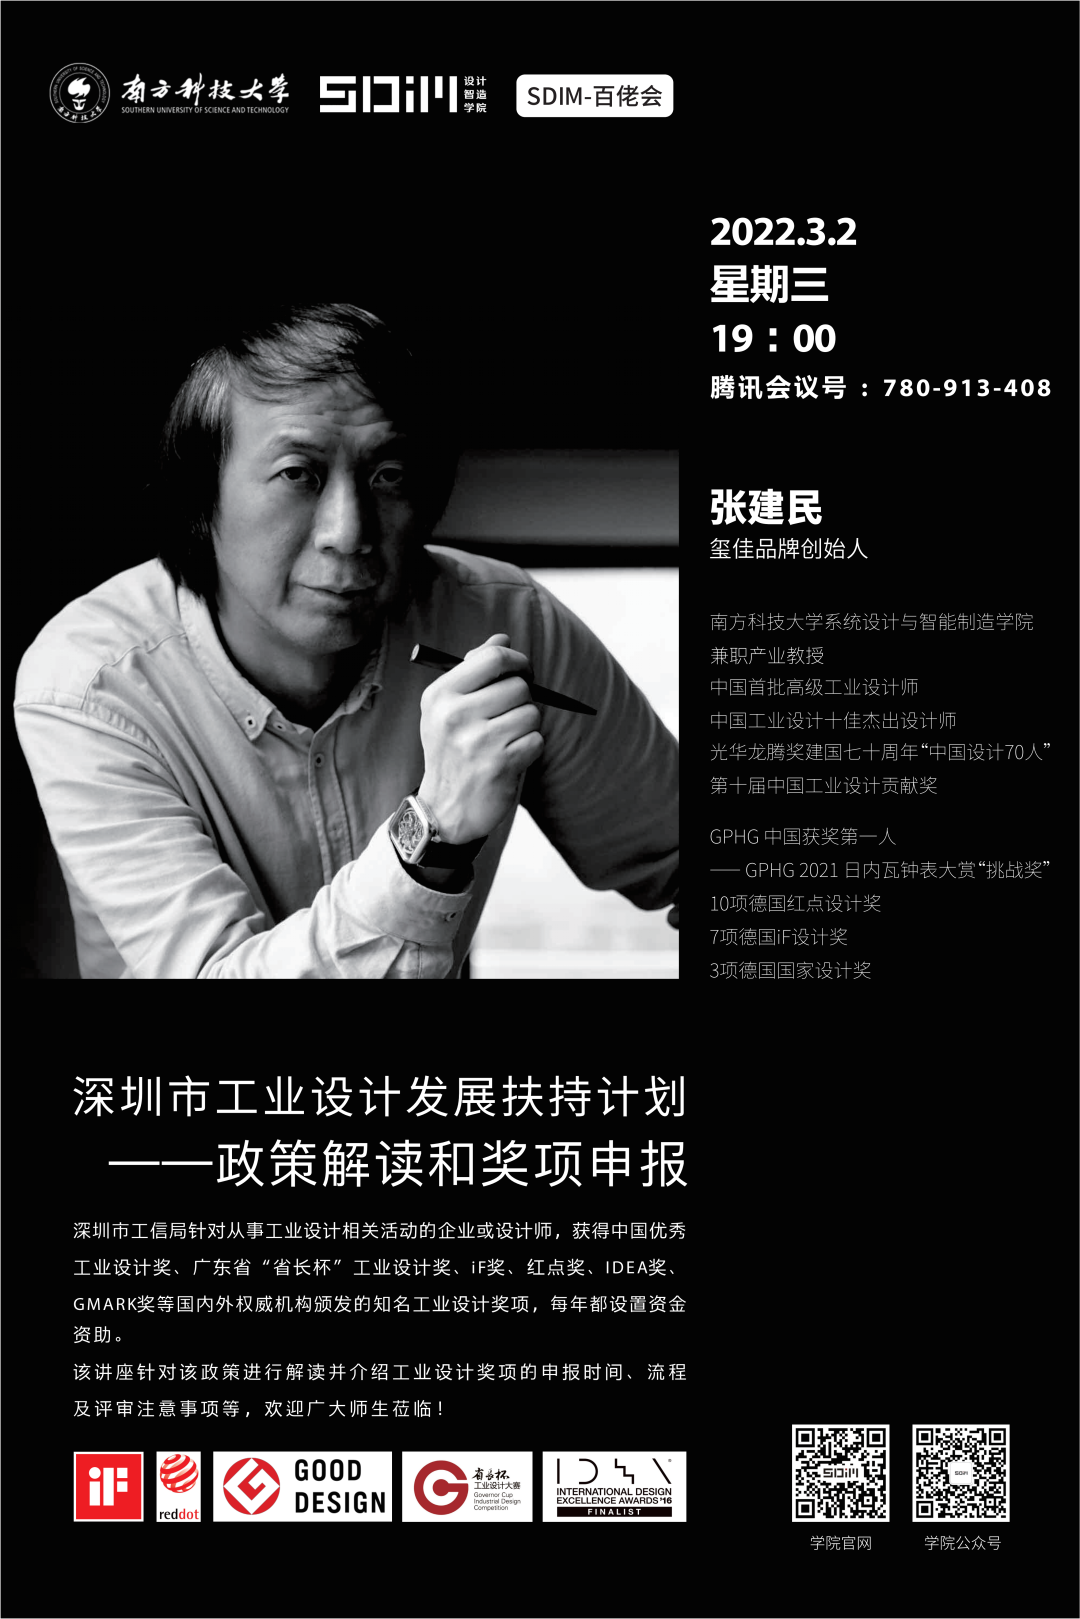 南方科技大学
SOUTHERN UNIVERSITY OF SCIENCE AND TECHNOLOGY
SDIM
设计
智造
学院
SDIM-百佬会
2022.3.2
星期三
19：00
腾讯会议号 : 780-913-408
张建民
玺佳品牌创始人
南方科技大学系统设计与智能制造学院
兼职产业教授
中国首批高级工业设计师
中国工业设计十佳杰出设计师
光华龙腾奖建国七十周年“中国设计70人”
第十届中国工业设计贡献奖
GPHG 中国获奖第一人
—— GPHG 2021 日内瓦钟表大赏“挑战奖”
10项德国红点设计奖
7项德国iF设计奖
3项德国国家设计奖
深圳市工业设计发展扶持计划
——政策解读和奖项申报
深圳市工信局针对从事工业设计相关活动的企业或设计师，获得中国优秀
工业设计奖、广东省“省长杯”工业设计奖、iF奖、红点奖、IDEA奖、
GMARK奖等国内外权威机构颁发的知名工业设计奖项，每年都设置资金
资助。
该讲座针对该政策进行解读并介绍工业设计奖项的申报时间、流程
及评审注意事项等，欢迎广大师生莅临！
iF
reddot
GOOD
DESIGN
省长杯
工业设计大赛
Governor Cup
Industrial Design
Competition
IDEA
INTERNATIONAL DESIGN
EXCELLENCE AWARDS'16
FINALIST
SDIM
SDIM
学院官网
学院公众号